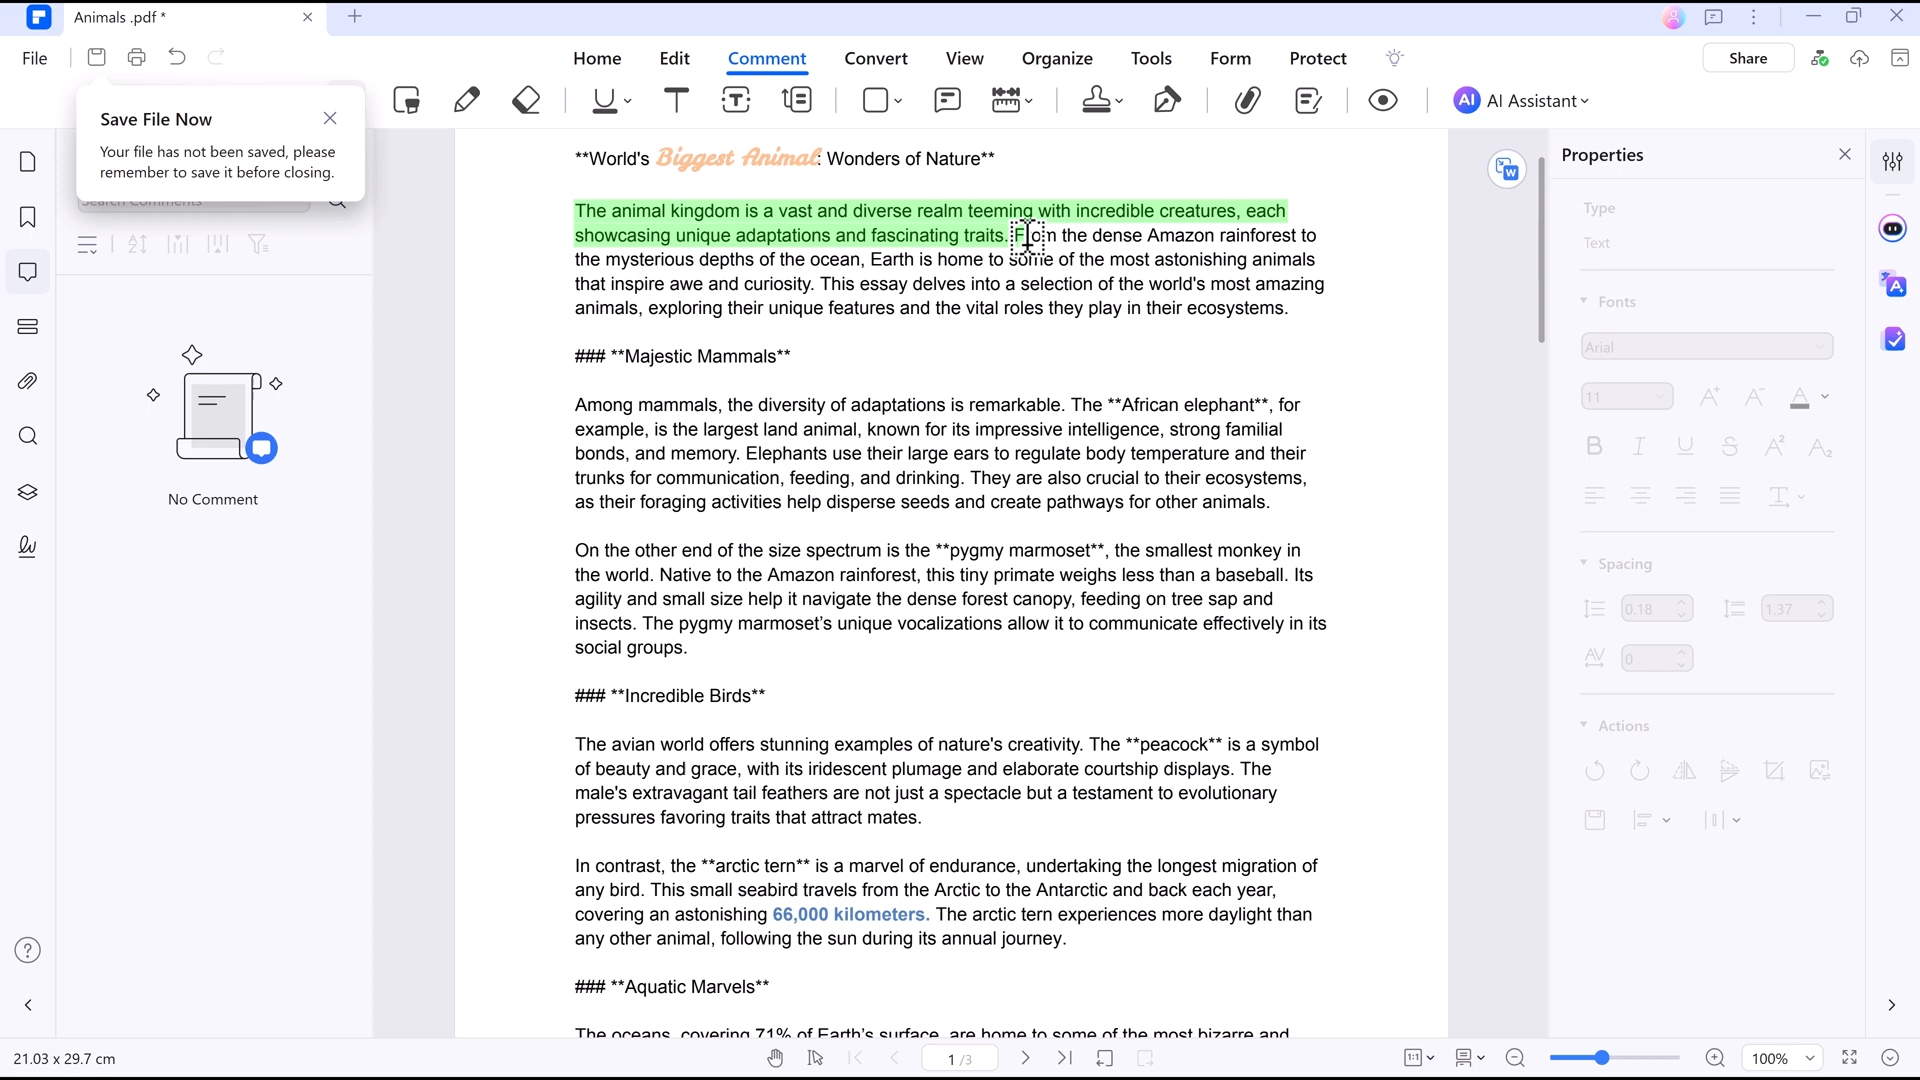 Animals .pdf *
File
Home Edit Comment Convert View Organize Tools Form Protect
Share
AI Assistant
Save File Now
Your file has not been saved, please
remember to save it before closing.
Search Comments
No Comment
**World's Biggest Animal: Wonders of Nature**
The animal kingdom is a vast and diverse realm teeming with incredible creatures, each
showcasing unique adaptations and fascinating traits. From the dense Amazon rainforest to
the mysterious depths of the ocean, Earth is home to some of the most astonishing animals
that inspire awe and curiosity. This essay delves into a selection of the world's most amazing
animals, exploring their unique features and the vital roles they play in their ecosystems.
### **Majestic Mammals**
Among mammals, the diversity of adaptations is remarkable. The **African elephant**, for
example, is the largest land animal, known for its impressive intelligence, strong familial
bonds, and memory. Elephants use their large ears to regulate body temperature and their
trunks for communication, feeding, and drinking. They are also crucial to their ecosystems,
as their foraging activities help disperse seeds and create pathways for other animals.
On the other end of the size spectrum is the **pygmy marmoset**, the smallest monkey in
the world. Native to the Amazon rainforest, this tiny primate weighs less than a baseball. Its
agility and small size help it navigate the dense forest canopy, feeding on tree sap and
insects. The pygmy marmoset’s unique vocalizations allow it to communicate effectively in its
social groups.
### **Incredible Birds**
The avian world offers stunning examples of nature's creativity. The **peacock** is a symbol
of beauty and grace, with its iridescent plumage and elaborate courtship displays. The
male's extravagant tail feathers are not just a spectacle but a testament to evolutionary
pressures favoring traits that attract mates.
In contrast, the **arctic tern** is a marvel of endurance, undertaking the longest migration of
any bird. This small seabird travels from the Arctic to the Antarctic and back each year,
covering an astonishing 66,000 kilometers. The arctic tern experiences more daylight than
any other animal, following the sun during its annual journey.
### **Aquatic Marvels**
The oceans, covering 71% of Earth’s surface, are home to some of the most bizarre and
Properties
Type
Text
Fonts
Arial
11
Spacing
0.18 1.37
0
Actions
21.03 x 29.7 cm
1 /3
100%